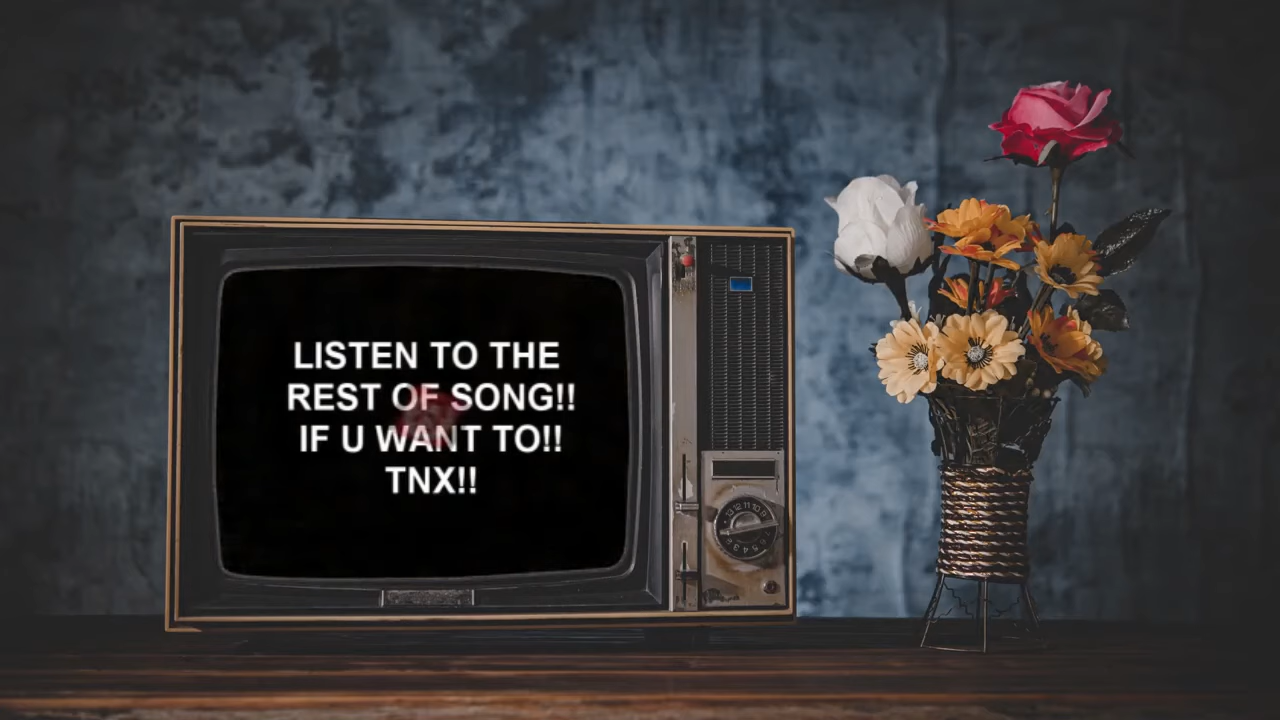 LISTEN TO THE
REST OF SONG!!
IF U WANT TO!!
TNX!!